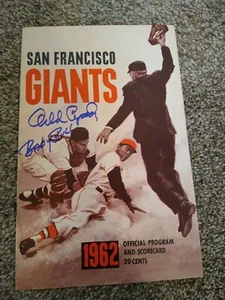 SAN FRANCISCO
GIANTS
1962
OFFICIAL PROGRAM
AND SCORECARD
20 CENTS